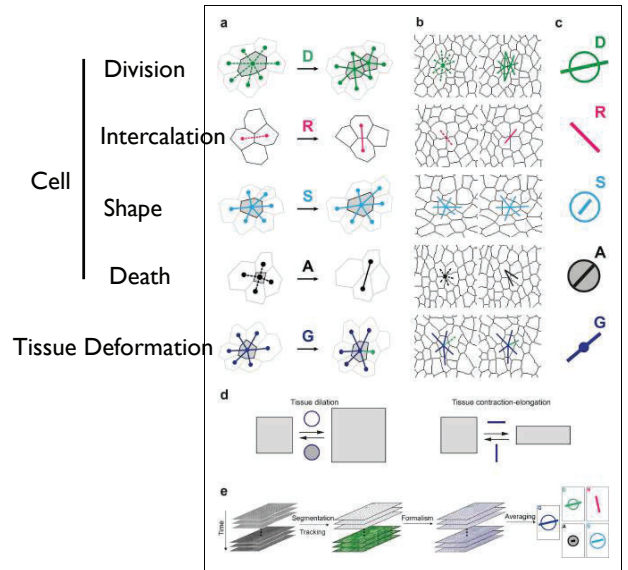 a
b
c
Division
D
D
Intercalation
R
R
Cell
Shape
S
S
Death
A
A
Tissue Deformation
G
G
d
Tissue dilation
Tissue contraction-elongation
e
Time
Segmentation
Tracking
Formalism
Averaging
G
D
R
A
S